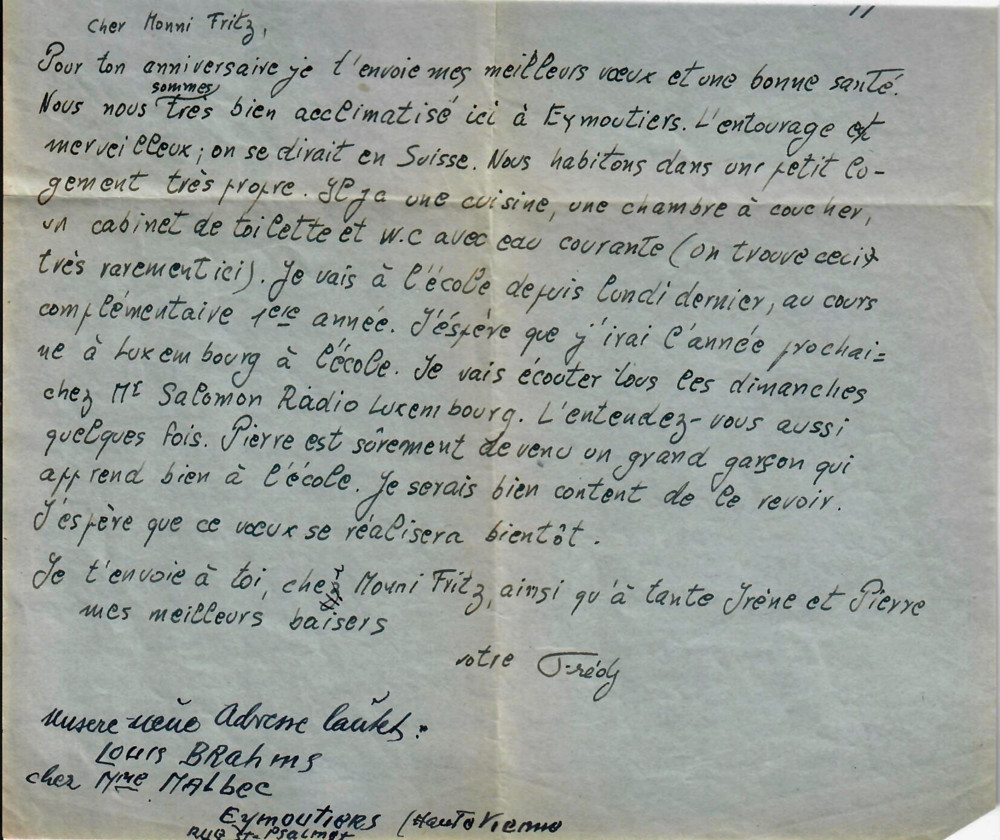 cher Monni Fritz,
Pour ton anniversaire je t'envoie mes meilleurs vœux et une bonne santé.
sommes
Nous nous très bien acclimatisé ici à Eymoutiers. L'entourage est
merveilleux ; on se dirait en Suisse. Nous habitons dans un petit lo-
gement très propre. Il ya une cuisine, une chambre à coucher,
un cabinet de toilette et w.c avec eau courante (on trouve ceci
très rarement ici). Je vais à l'école depuis lundi dernier, au cours
complémentaire 1ere année. J'éspère que j'irai l'année prochai=
ne à Luxembourg à l'école. Je vais écouter tous les dimanches
chez Mr Salomon Radio Luxembourg. L'entendez-vous aussi
quelques fois. Pierre est sûrement devenu un grand garçon qui
apprend bien à l'école. Je serais bien content de le revoir.
J'espère que ce vœux se réalisera bientôt.
Je t'envoie à toi, cher Monni Fritz, ainsi qu'à tante Irène et Pierre
mes meilleurs baisers
votre Frédy
Unsere neue Adresse lautet:
Louis BRahms
chez Mme MALbec
Eymoutiers (Haute Vienne
RUE St. Psalmet